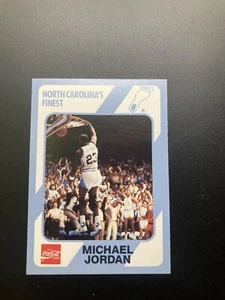 NORTH CAROLINA'S
FINEST
23
Coca-Cola
MICHAEL
JORDAN